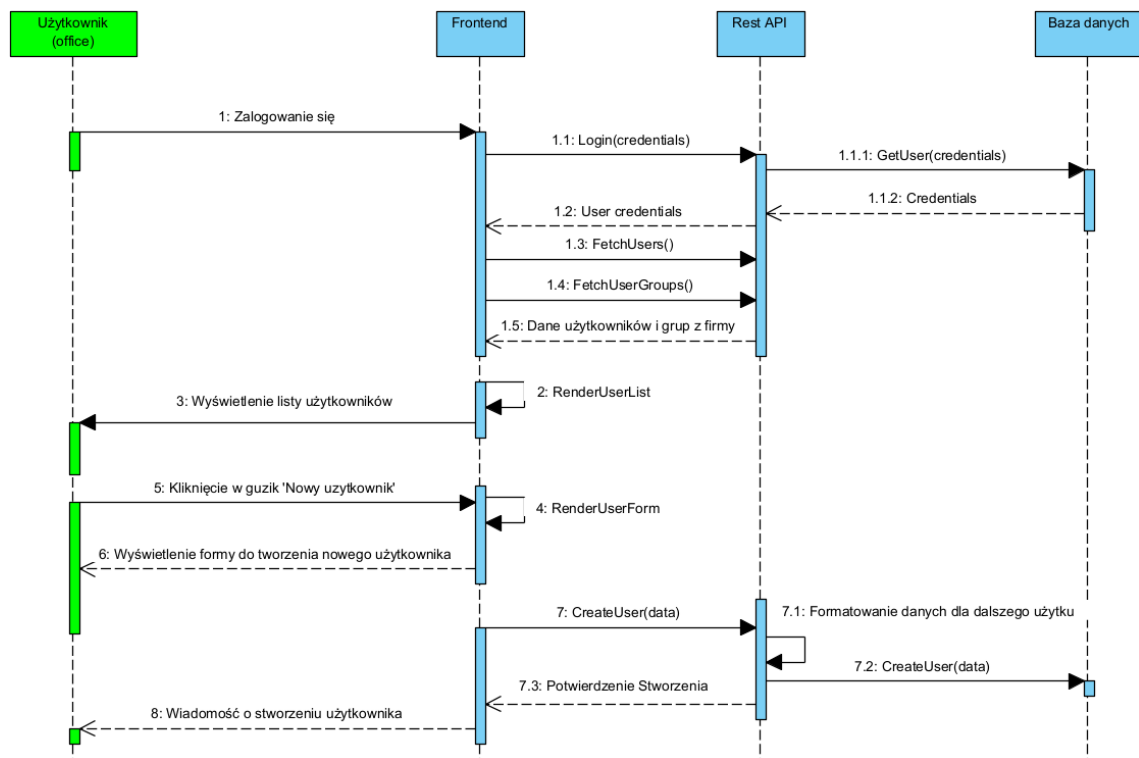 Użytkownik
(office)
Frontend
Rest API
Baza danych
1: Zalogowanie się
1.1: Login(credentials)
1.1.1: GetUser(credentials)
1.1.2: Credentials
1.2: User credentials
1.3: FetchUsers()
1.4: FetchUserGroups()
1.5: Dane użytkowników i grup z firmy
2: RenderUserList
3: Wyświetlenie listy użytkowników
5: Kliknięcie w guzik 'Nowy uzytkownik'
4: RenderUserForm
6: Wyświetlenie formy do tworzenia nowego użytkownika
7: CreateUser(data)
7.1: Formatowanie danych dla dalszego użytku
7.2: CreateUser(data)
7.3: Potwierdzenie Stworzenia
8: Wiadomość o stworzeniu użytkownika